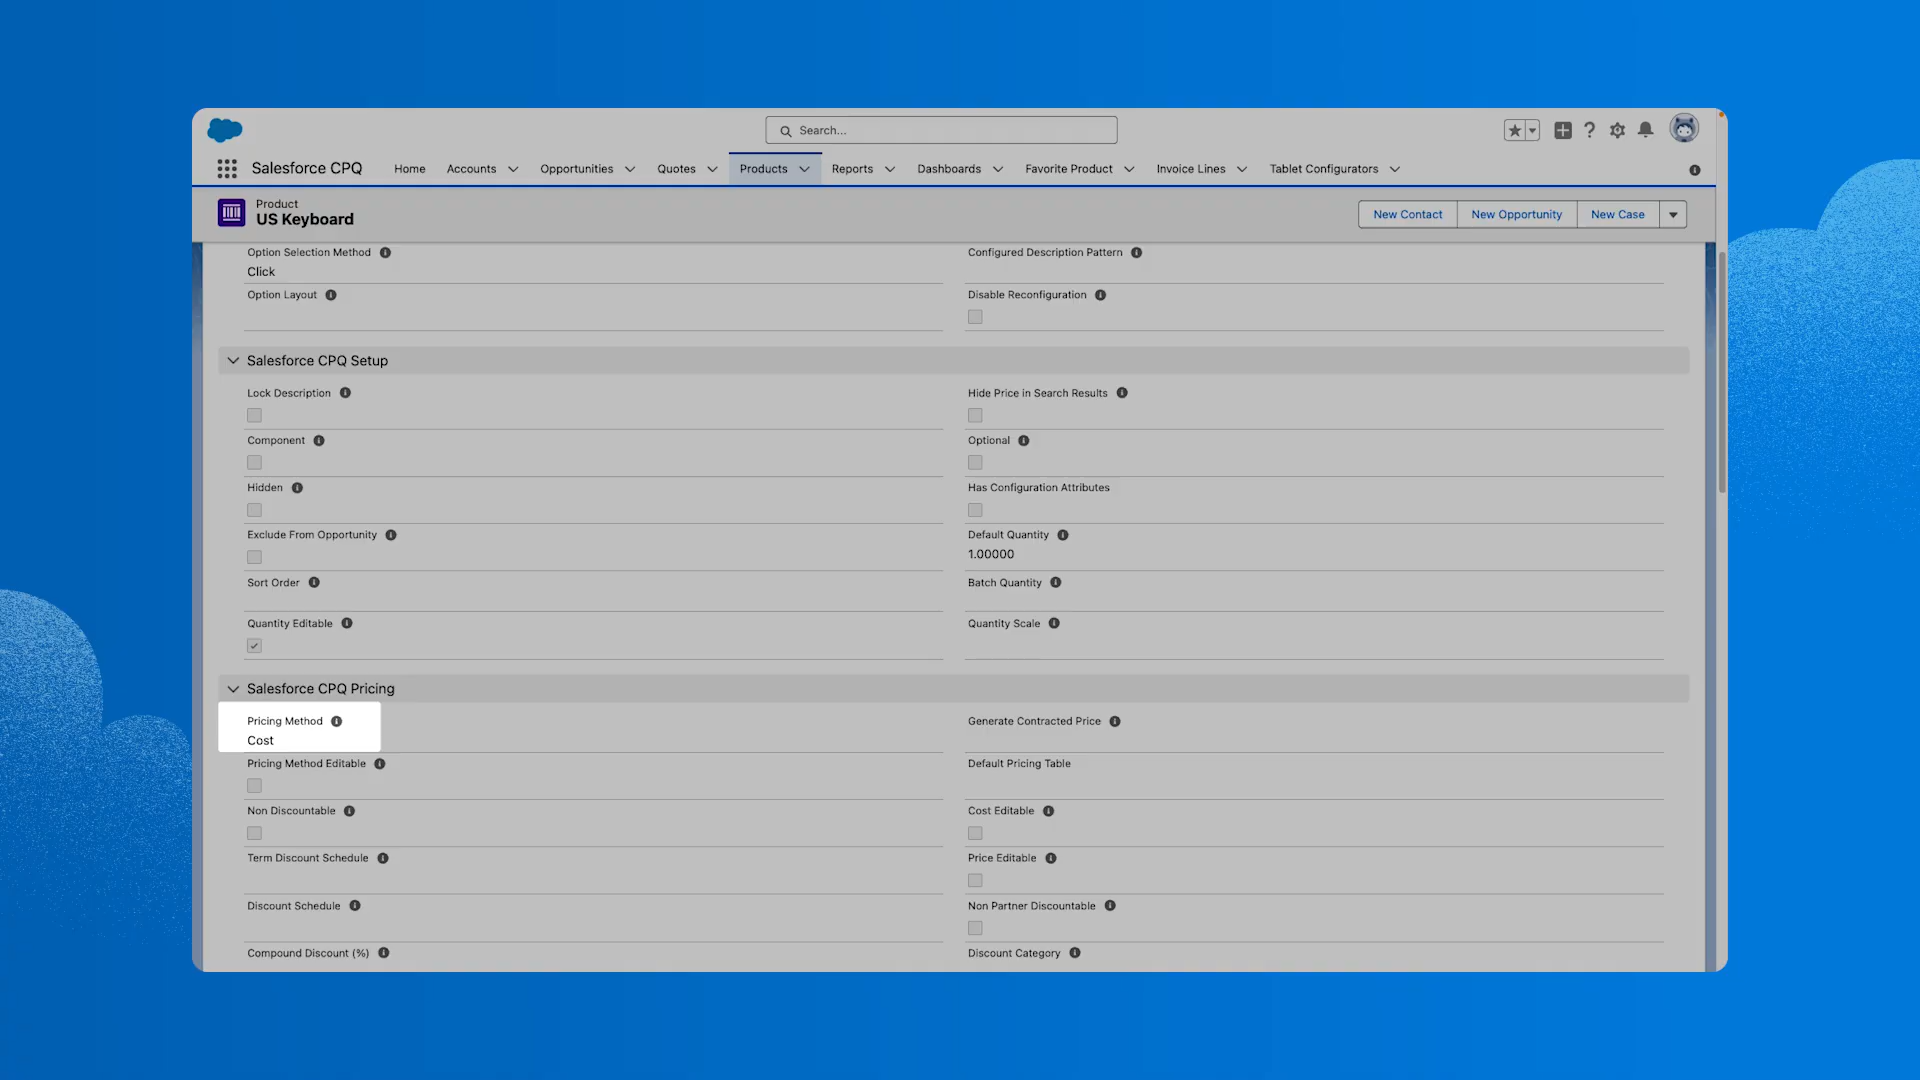 Search...
Salesforce CPQ
Home
Accounts
Opportunities
Quotes
Products
Reports
Dashboards
Favorite Product
Invoice Lines
Tablet Configurators
Product
US Keyboard
New Contact
New Opportunity
New Case
Option Selection Method
Click
Configured Description Pattern
Option Layout
Disable Reconfiguration
Salesforce CPQ Setup
Lock Description
Hide Price in Search Results
Component
Optional
Hidden
Has Configuration Attributes
Exclude From Opportunity
Default Quantity
1.00000
Sort Order
Batch Quantity
Quantity Editable
Quantity Scale
Salesforce CPQ Pricing
Pricing Method
Cost
Generate Contracted Price
Pricing Method Editable
Default Pricing Table
Non Discountable
Cost Editable
Term Discount Schedule
Price Editable
Discount Schedule
Non Partner Discountable
Compound Discount (%)
Discount Category